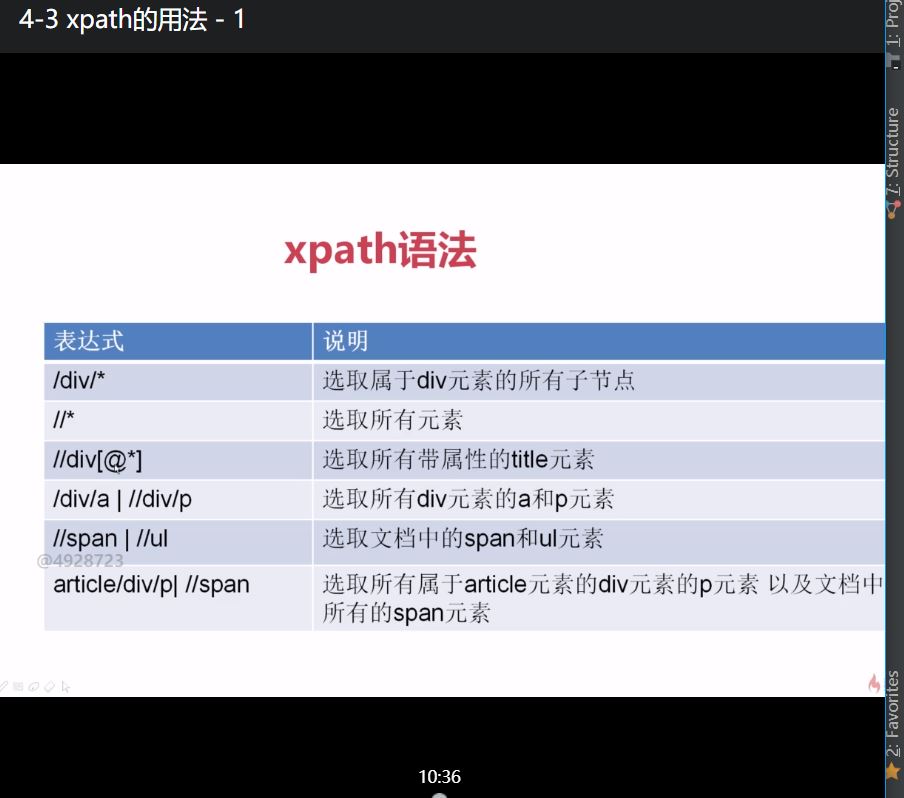 4-3 xpath的用法 - 1
1: Proj
7: Structure
xpath语法
表达式 说明
/div/* 选取属于div元素的所有子节点
//* 选取所有元素
//div[@*] 选取所有带属性的title元素
/div/a | //div/p 选取所有div元素的a和p元素
//span | //ul 选取文档中的span和ul元素
@4928723
article/div/p| //span 选取所有属于article元素的div元素的p元素 以及文档中
所有的span元素
2: Favorites
10:36